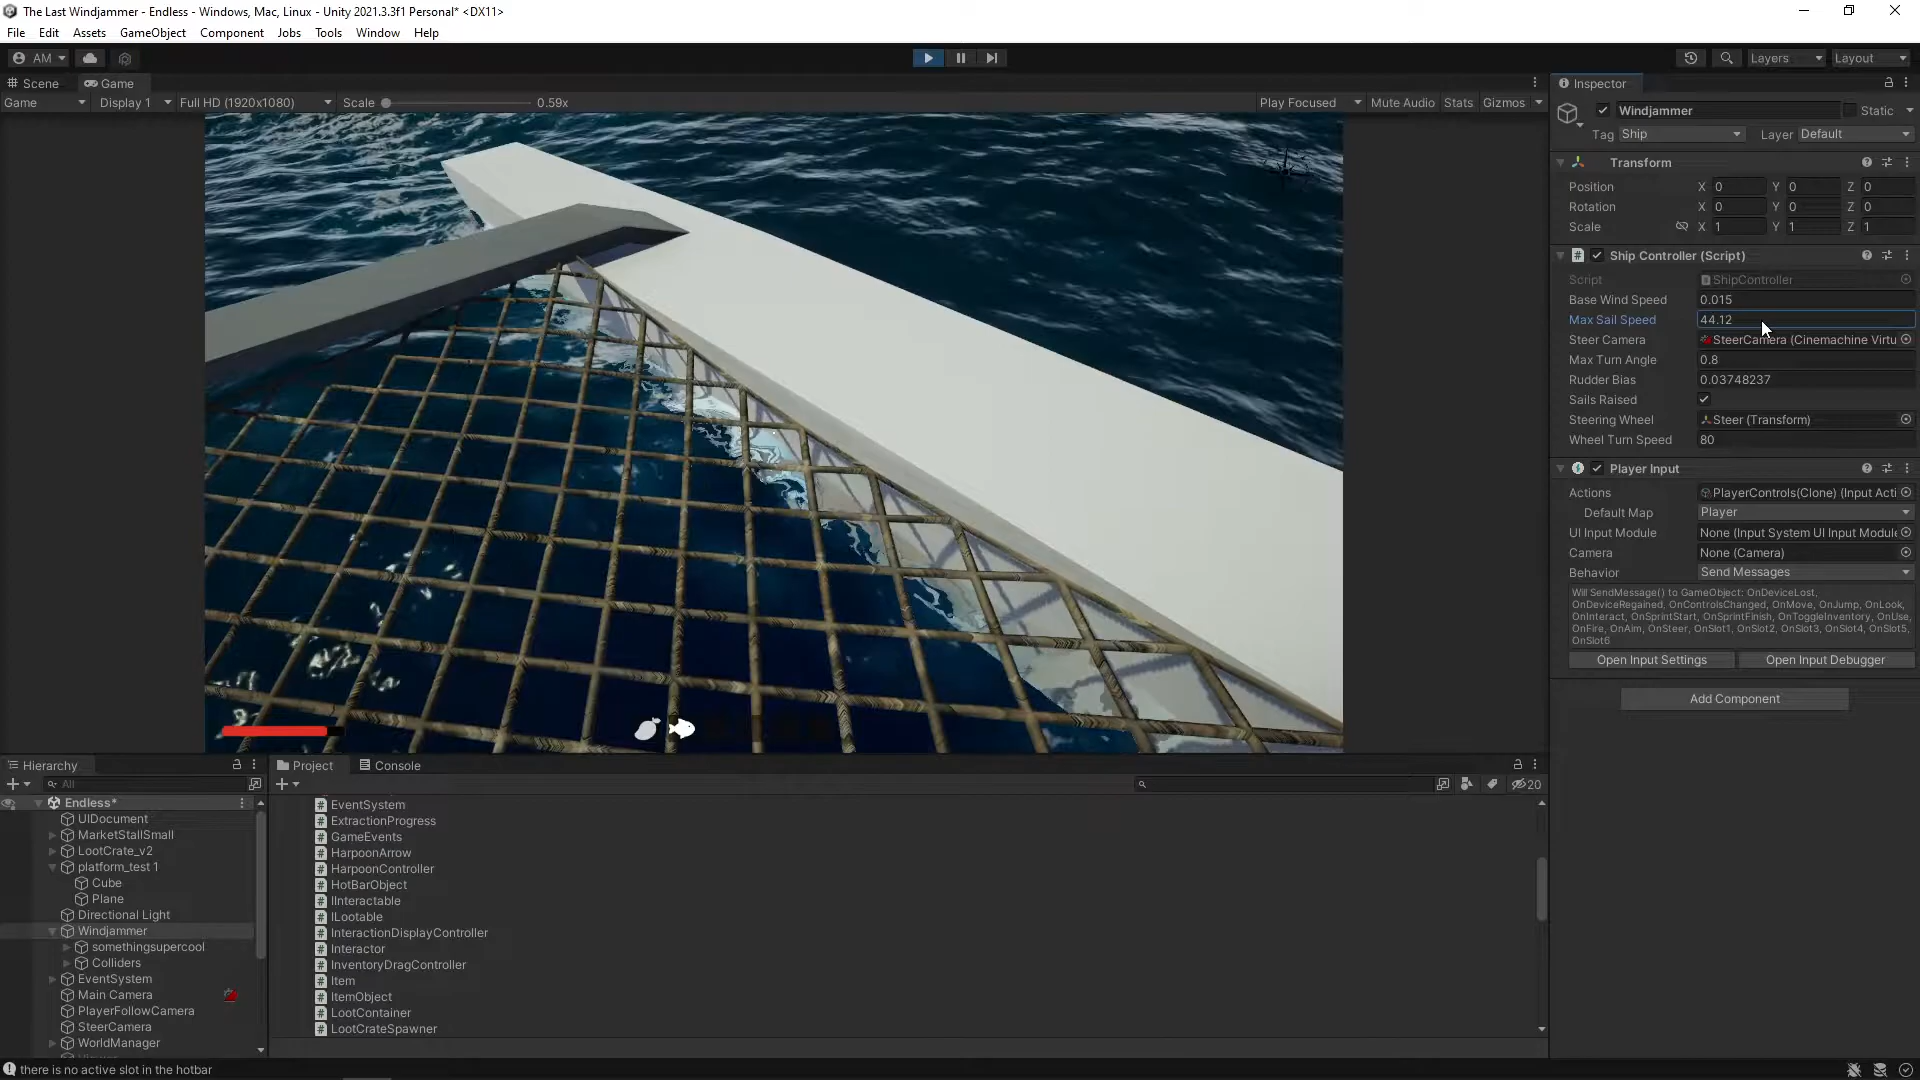 The Last Windjammer - Endless - Windows, Mac, Linux - Unity 2021.3.3f1 Personal* <DX11>
File Edit Assets GameObject Component Jobs Tools Window Help
AM Layers Layout
Scene Game
Game Display 1 Full HD (1920x1080) Scale 0.59x Play Focused Mute Audio Stats Gizmos
Inspector
Windjammer Static
Tag Ship Layer Default
Transform
Position X 0 Y 0 Z 0
Rotation X 0 Y 0 Z 0
Scale X 1 Y 1 Z 1
Ship Controller (Script)
Script ShipController
Base Wind Speed 0.015
Max Sail Speed 44.12
Steer Camera SteerCamera (Cinemachine Virtu
Max Turn Angle 0.8
Rudder Bias 0.03748237
Sails Raised
Steering Wheel Steer (Transform)
Wheel Turn Speed 80
Player Input
Actions PlayerControls(Clone) (Input Acti
Default Map Player
UI Input Module None (Input System UI Input Module
Camera None (Camera)
Behavior Send Messages
Will SendMessage() to GameObject: OnDeviceLost,
OnDeviceRegained, OnControlsChanged, OnMove, OnJump, OnLook,
OnInteract, OnSprintStart, OnSprintFinish, OnToggleInventory, OnUse,
OnFire, OnAim, OnSteer, OnSlot1, OnSlot2, OnSlot3, OnSlot4, OnSlot5,
OnSlot6
Open Input Settings Open Input Debugger
Add Component
Hierarchy
All
Endless*
UIDocument
MarketStallSmall
LootCrate_v2
platform_test 1
Cube
Plane
Directional Light
Windjammer
somethingsupercool
Colliders
EventSystem
Main Camera
PlayerFollowCamera
SteerCamera
WorldManager
Project Console
20
EventSystem
ExtractionProgress
GameEvents
HarpoonArrow
HarpoonController
HotBarObject
IInteractable
ILootable
InteractionDisplayController
Interactor
InventoryDragController
Item
ItemObject
LootContainer
LootCrateSpawner
there is no active slot in the hotbar